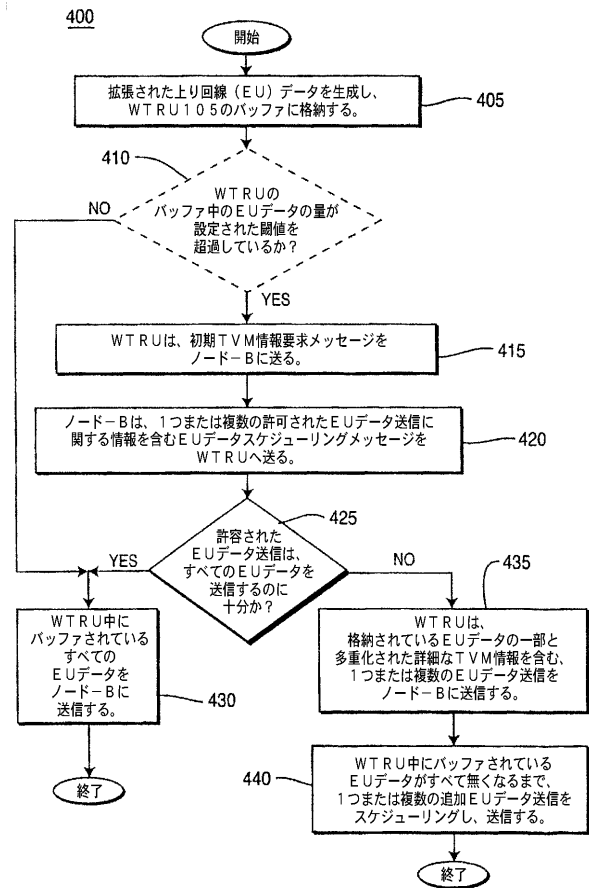 400
開始
拡張された上り回線(EU)データを生成し、
WTRU105のバッファに格納する。
405
410
WTRUの
バッファ中のEUデータの量が
設定された閾値を
超過しているか?
NO
YES
WTRUは、初期TVM情報要求メッセージを
ノード-Bに送る。
415
ノード-Bは、1つまたは複数の許可されたEUデータ送信に
関する情報を含むEUデータスケジューリングメッセージを
WTRUへ送る。
420
425
許容された
EUデータ送信は、
すべてのEUデータを
送信するのに
十分か?
YES
NO
WTRU中に
バッファされている
すべての
EUデータを
ノード-Bに
送信する。
430
終了
435
WTRUは、
格納されているEUデータの一部と
多重化された詳細なTVM情報を含む、
1つまたは複数のEUデータ送信を
ノード-Bに送信する。
440
WTRU中にバッファされている
EUデータがすべて無くなるまで、
1つまたは複数の追加EUデータ送信を
スケジューリングし、送信する。
終了